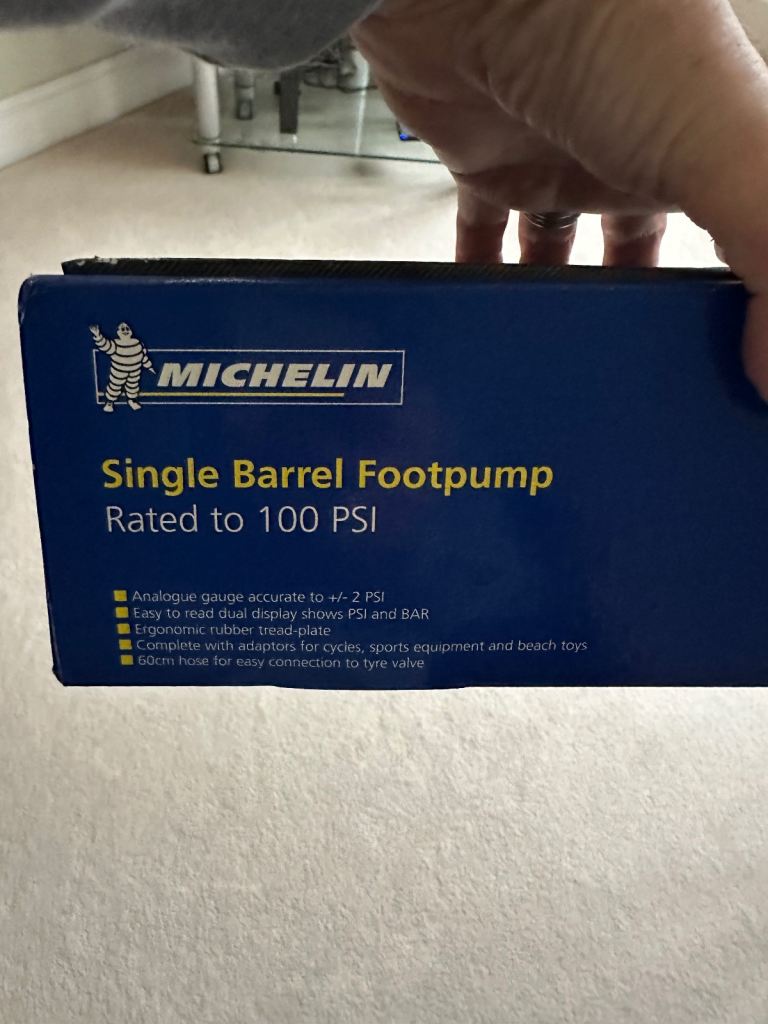 MICHELIN
Single Barrel Footpump
Rated to 100 PSI
Analogue gauge accurate to +/- 2 PSI
Easy to read dual display shows PSI and BAR
Ergonomic rubber tread-plate
Complete with adaptors for cycles, sports equipment and beach toys
60cm hose for easy connection to tyre valve